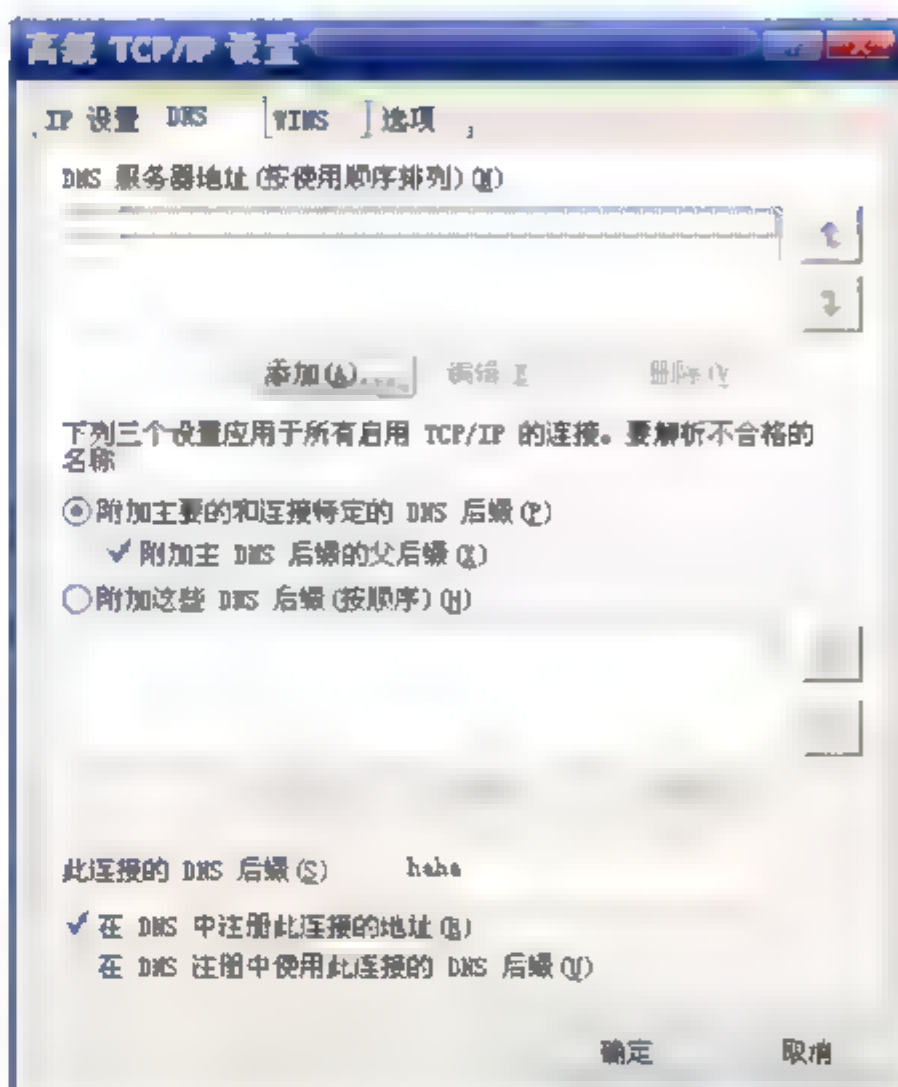 高级 TCP/IP 设置
IP 设置 DNS WINS 选项
DNS 服务器地址(按使用顺序排列)(N)
添加(A)... 编辑 删除(V
下列三个设置应用于所有启用 TCP/IP 的连接。要解析不合格的
名称
附加主要的和连接特定的 DNS 后缀(P)
附加主 DNS 后缀的父后缀(X)
附加这些 DNS 后缀(按顺序)(H)
此连接的 DNS 后缀(S) haha
在 DNS 中注册此连接的地址(R)
在 DNS 注册中使用此连接的 DNS 后缀(U)
确定 取消